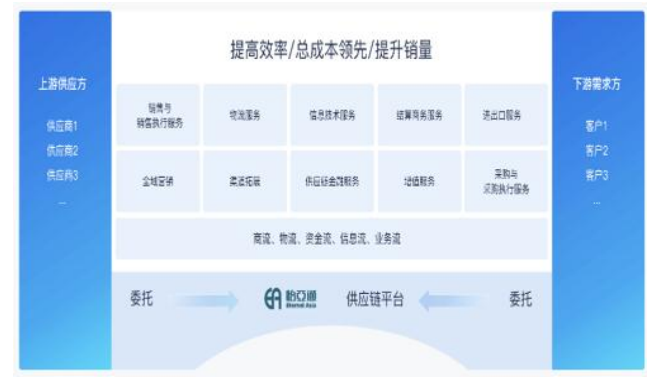 提高效率/总成本领先/提升销量
上游供应方
供应商1
供应商2
供应商3
...
销售与
销售执行服务
物流服务
信息技术服务
结算商务服务
进出口服务
全域营销
渠道拓展
供应链金融服务
增值服务
采购与
采购执行服务
商流、物流、资金流、信息流、业务流
委托
怡亚通
Eternal Asia
供应链平台
委托
下游需求方
客户1
客户2
客户3
...